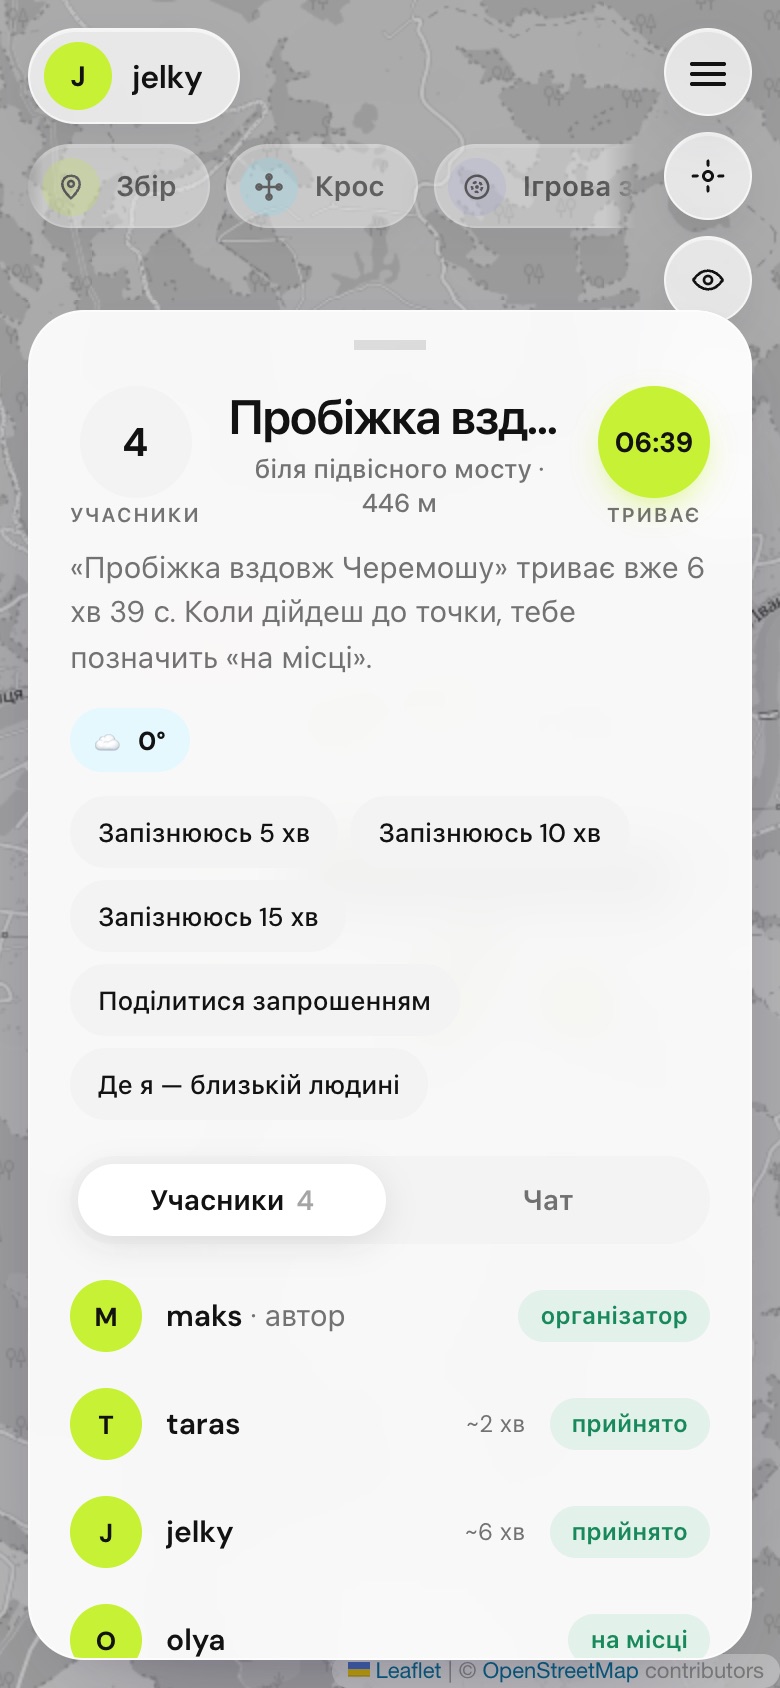 J jelky
Збір
Крос
Ігрова з
4
УЧАСНИКИ
Пробіжка взд...
біля підвісного мосту ·
446 м
06:39
ТРИВАЄ
«Пробіжка вздовж Черемошу» триває вже 6
хв 39 с. Коли дійдеш до точки, тебе
позначить «на місці».
0°
Запізнююсь 5 хв
Запізнююсь 10 хв
Запізнююсь 15 хв
Поділитися запрошенням
Де я — близькій людині
Учасники 4
Чат
M maks · автор організатор
T taras ~2 хв прийнято
J jelky ~6 хв прийнято
O olya на місці
Leaflet | © OpenStreetMap contributors